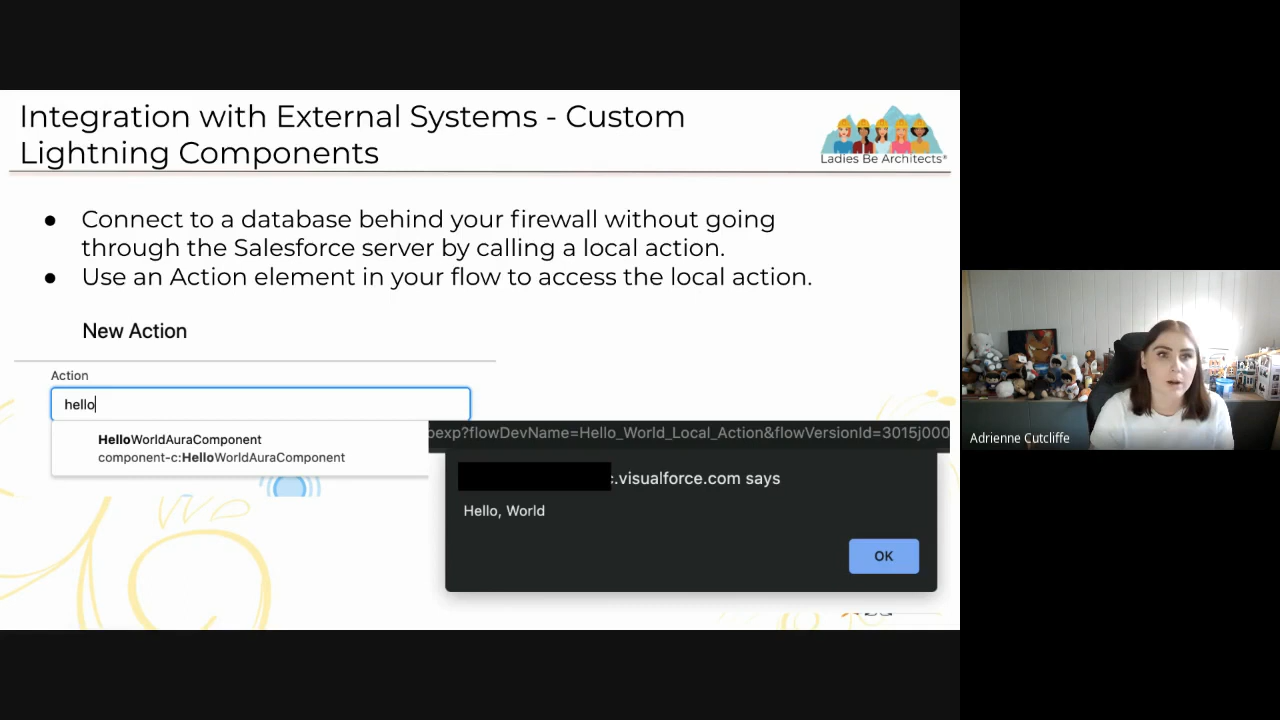 Integration with External Systems - Custom
Lightning Components
Ladies Be Architects
● Connect to a database behind your firewall without going
through the Salesforce server by calling a local action.
● Use an Action element in your flow to access the local action.
New Action
Action
hello
HelloWorldAuraComponent
component-c:HelloWorldAuraComponent
pexp?flowDevName=Hello_World_Local_Action&flowVersionId=3015j000
c.visualforce.com says
Hello, World
OK
Adrienne Cutcliffe